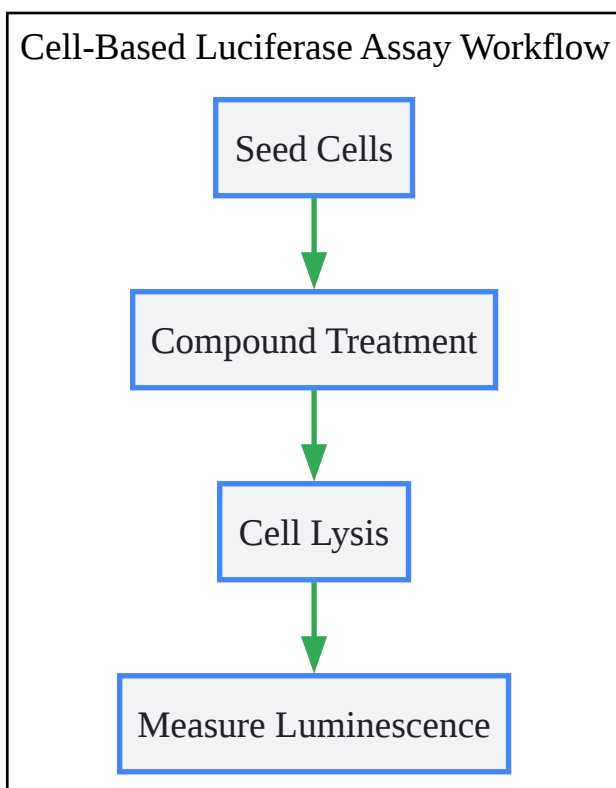 Cell-Based Luciferase Assay Workflow
Seed Cells
Compound Treatment
Cell Lysis
Measure Luminescence